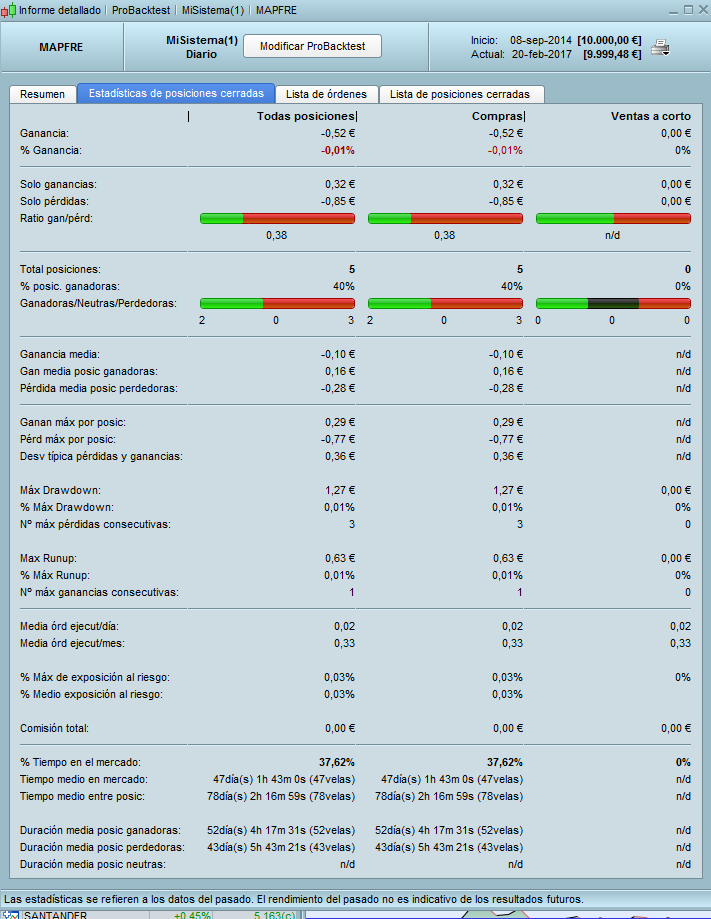 Informe detallado ProBacktest MiSistema(1) MAPFRE
MAPFRE MiSistema(1) Diario Modificar ProBacktest
Inicio: 08-sep-2014 [10.000,00 €]
Actual: 20-feb-2017 [9.999,48 €]
Resumen Estadísticas de posiciones cerradas Lista de órdenes Lista de posiciones cerradas
Todas posiciones Compras Ventas a corto
Ganancia: -0,52 € -0,52 € 0,00 €
% Ganancia: -0,01% -0,01% 0%
Solo ganancias: 0,32 € 0,32 € 0,00 €
Solo pérdidas: -0,85 € -0,85 € 0,00 €
Ratio gan/pérd:
0,38 0,38 n/d
Total posiciones: 5 5 0
% posic. ganadoras: 40% 40% 0%
Ganadoras/Neutras/Perdedoras:
2 0 3 2 0 3 0 0 0
Ganancia media: -0,10 € -0,10 € n/d
Gan media posic ganadoras: 0,16 € 0,16 € n/d
Pérdida media posic perdedoras: -0,28 € -0,28 € n/d
Ganan máx por posic: 0,29 € 0,29 € n/d
Pérd máx por posic: -0,77 € -0,77 € n/d
Desv típica pérdidas y ganancias: 0,36 € 0,36 € n/d
Máx Drawdown: 1,27 € 1,27 € 0,00 €
% Máx Drawdown: 0,01% 0,01% 0%
Nº máx pérdidas consecutivas: 3 3 0
Max Runup: 0,63 € 0,63 € 0,00 €
% Máx Runup: 0,01% 0,01% 0%
Nº máx ganancias consecutivas: 1 1 0
Media órd ejecut/día: 0,02 0,02 0,02
Media órd ejecut/mes: 0,33 0,33 0,33
% Máx de exposición al riesgo: 0,03% 0,03% 0%
% Medio exposición al riesgo: 0,03% 0,03%
Comisión total: 0,00 € 0,00 € 0,00 €
% Tiempo en el mercado: 37,62% 37,62% 0%
Tiempo medio en mercado: 47día(s) 1h 43m 0s (47velas) 47día(s) 1h 43m 0s (47velas) n/d
Tiempo medio entre posic: 78día(s) 2h 16m 59s (78velas) 78día(s) 2h 16m 59s (78velas) n/d
Duración media posic ganadoras: 52día(s) 4h 17m 31s (52velas) 52día(s) 4h 17m 31s (52velas) n/d
Duración media posic perdedoras: 43día(s) 5h 43m 21s (43velas) 43día(s) 5h 43m 21s (43velas) n/d
Duración media posic neutras: n/d n/d n/d
Las estadísticas se refieren a los datos del pasado. El rendimiento del pasado no es indicativo de los resultados futuros.
SANTANDER +0,45% 5,163(c)